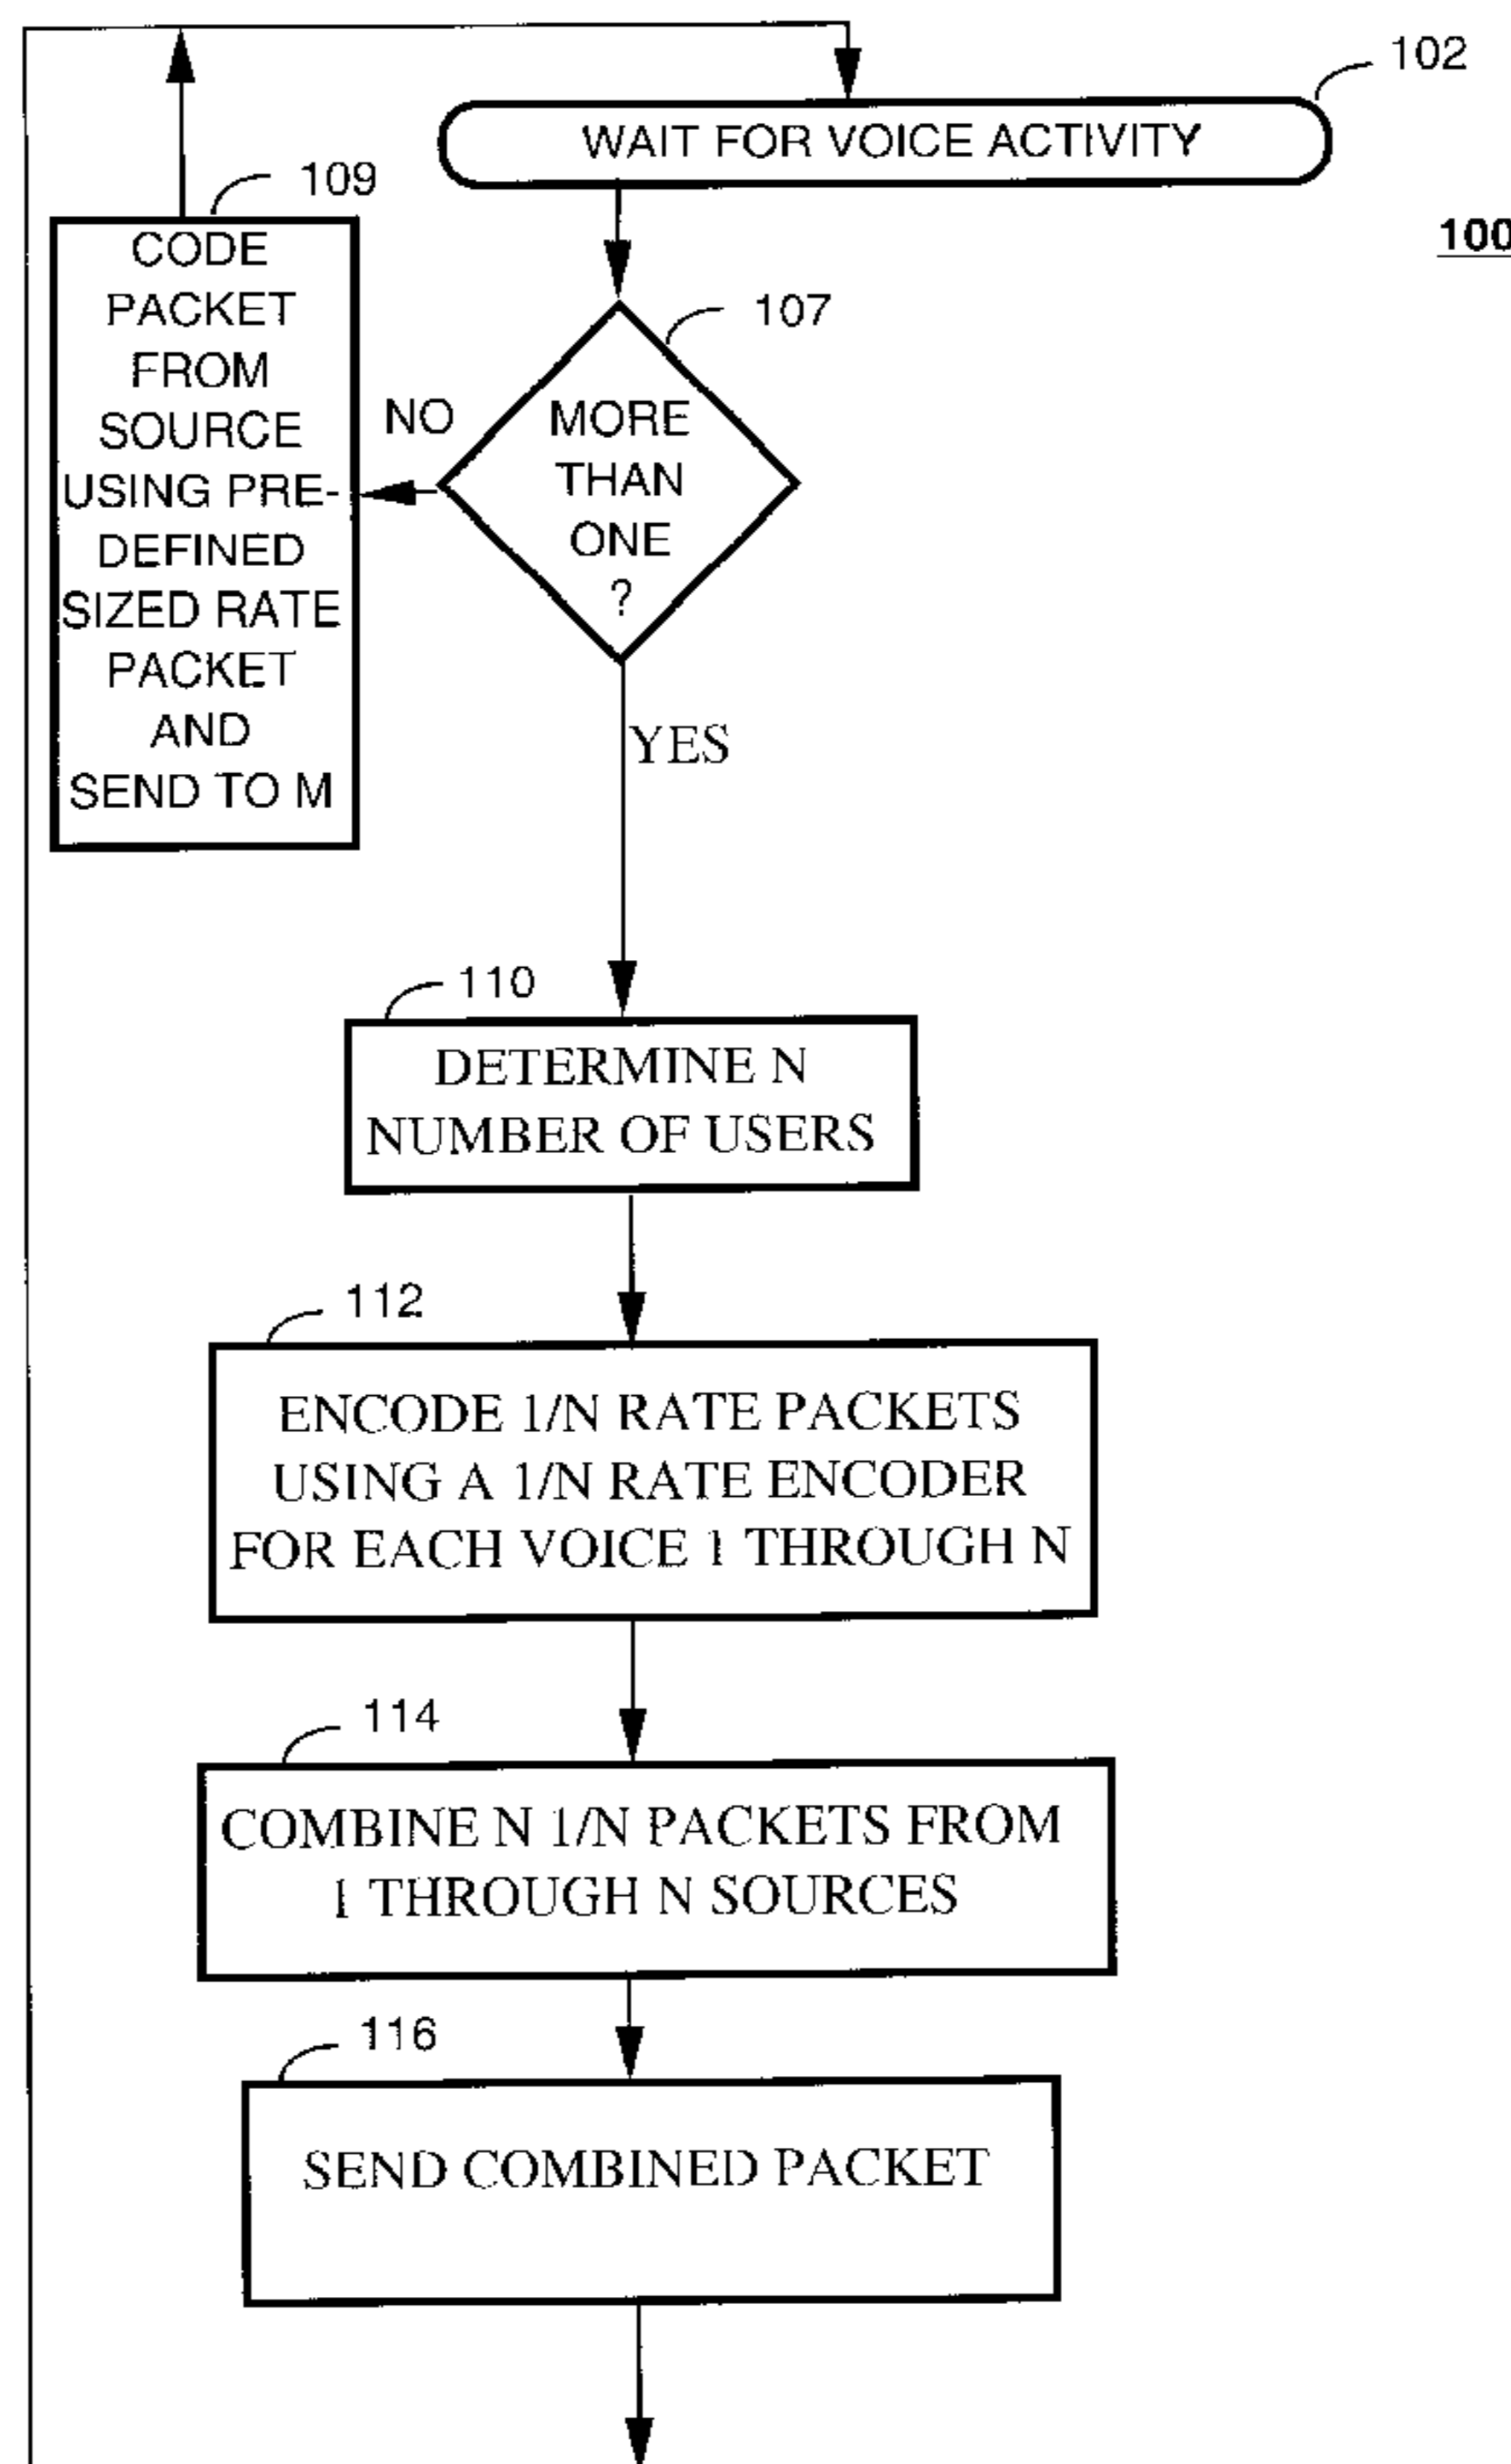 102
WAIT FOR VOICE ACTIVITY
100
109
CODE
PACKET
FROM
SOURCE
USING PRE-
DEFINED
SIZED RATE
PACKET
AND
SEND TO M
107
NO
MORE
THAN
ONE
?
YES
110
DETERMINE N
NUMBER OF USERS
112
ENCODE 1/N RATE PACKETS
USING A 1/N RATE ENCODER
FOR EACH VOICE 1 THROUGH N
114
COMBINE N 1/N PACKETS FROM
1 THROUGH N SOURCES
116
SEND COMBINED PACKET